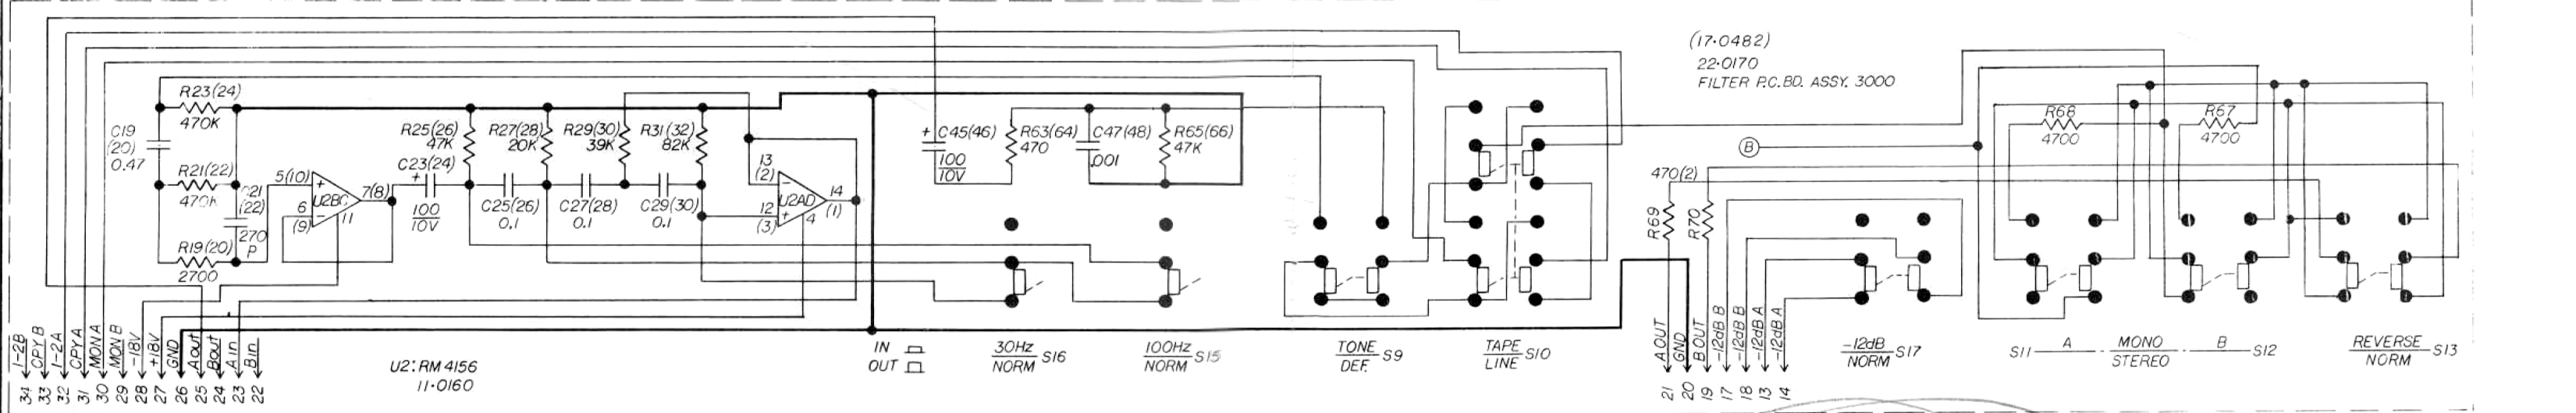 (17·0482)
22·0170
FILTER P.C.BD. ASSY. 3000
R23(24)
470K
C19
(20)
0.47
R21(22)
470K
C21
(22)
270
P
R19(20)
2700
5(10)
+
U2BC
7(8)
6
-
(9)
11
C23(24)
+
100
10V
R25(26)
47K
R27(28)
20K
R29(30)
39K
R31(32)
82K
C25(26)
0.1
C27(28)
0.1
C29(30)
0.1
13
(2)
-
U2AD
14
(1)
12
+
(3)
4
+
C45(46)
100
10V
R63(64)
470
C47(48)
.001
R65(66)
47K
B
R68
4700
R67
4700
470(2)
R69
R70
34 1-2B
33 CPY B
32 1-2A
31 CPY A
30 MON A
29 MON B
28 -18V
27 +18V
26 GND
25 A out
24 B out
23 A in
22 B in
U2: RM 4156
11·0160
IN
OUT
30Hz
NORM
S16
100Hz
NORM
S15
TONE
DEF.
S9
TAPE
LINE
S10
21 A OUT
20 GND
19 B OUT
17 -12dB B
18 -12dB B
13 -12dB A
14 -12dB A
-12dB
NORM
S17
S11 A MONO B S12
STEREO
REVERSE
NORM
S13